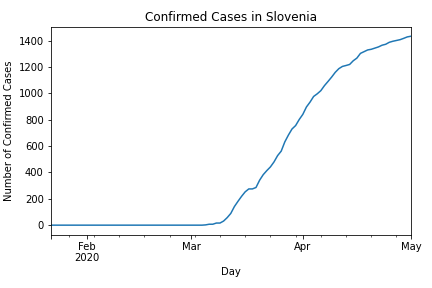 Confirmed Cases in Slovenia
Number of Confirmed Cases
1400
1200
1000
800
600
400
200
0
Feb
2020
Mar
Apr
May
Day